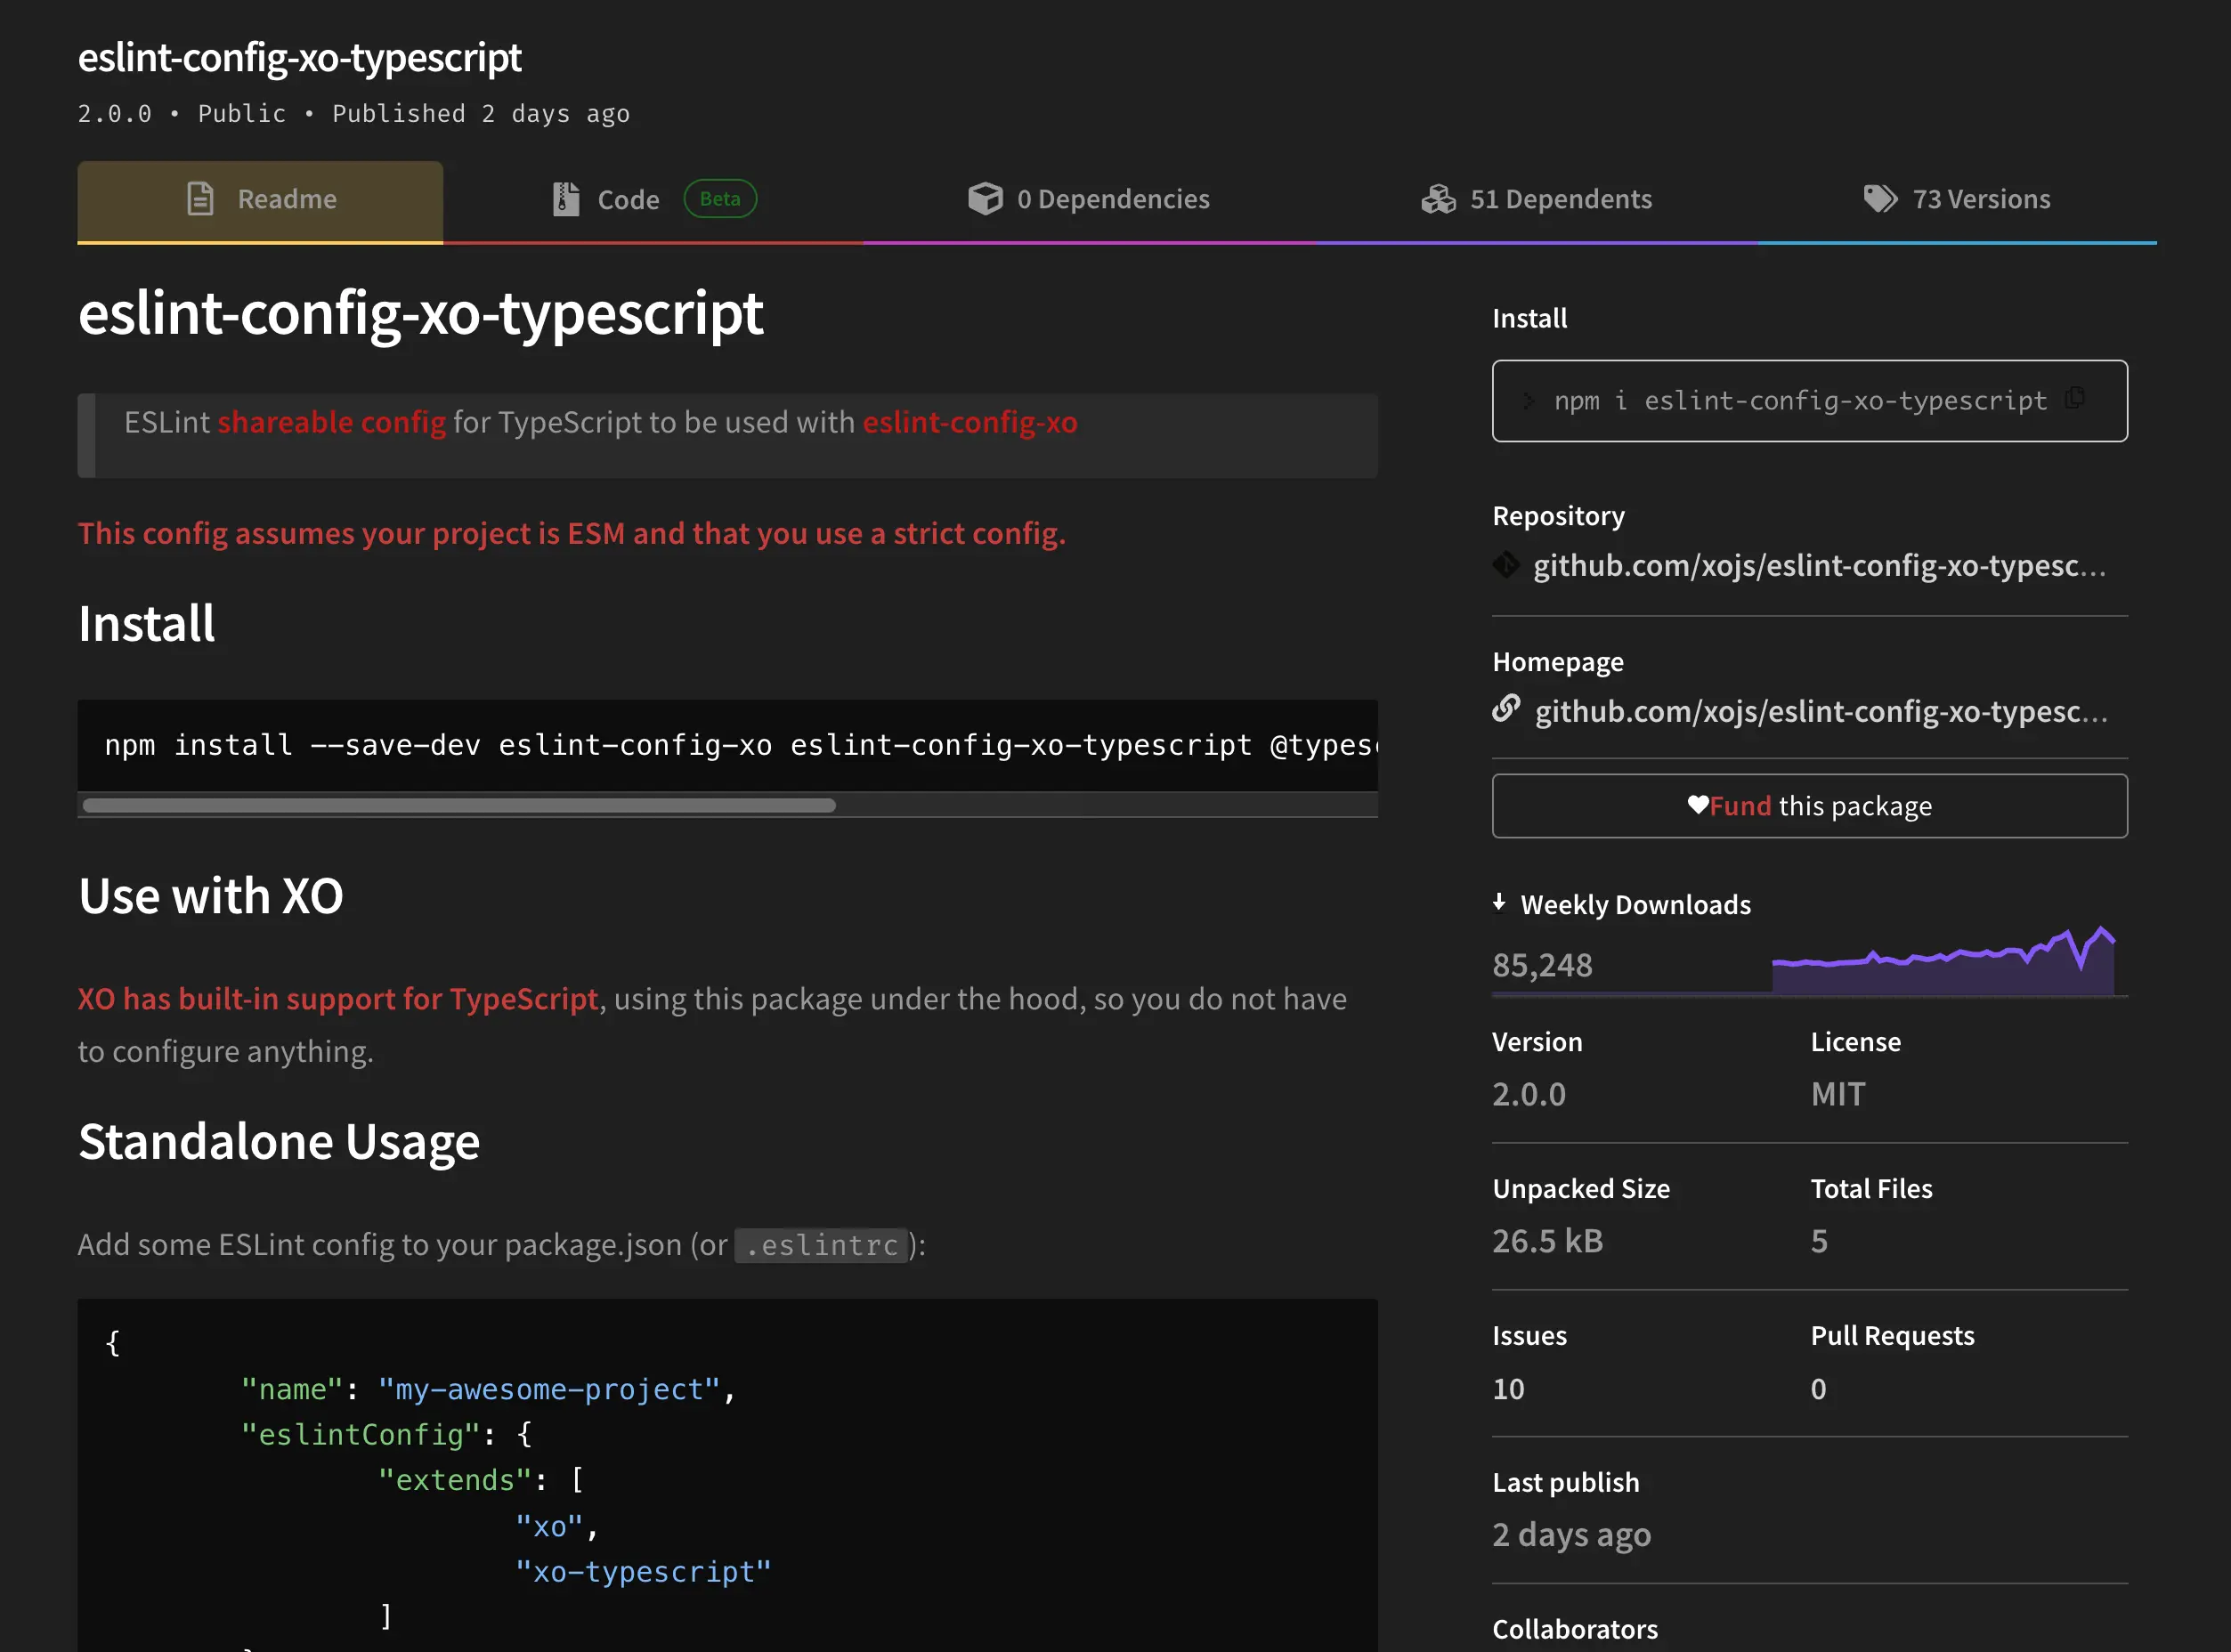 eslint-config-xo-typescript
2.0.0 • Public • Published 2 days ago
Readme
Code Beta
0 Dependencies
51 Dependents
73 Versions
eslint-config-xo-typescript
ESLint shareable config for TypeScript to be used with eslint-config-xo
This config assumes your project is ESM and that you use a strict config.
Install
npm install --save-dev eslint-config-xo eslint-config-xo-typescript @types
Use with XO
XO has built-in support for TypeScript, using this package under the hood, so you do not have
to configure anything.
Standalone Usage
Add some ESLint config to your package.json (or .eslintrc):
{
"name": "my-awesome-project",
"eslintConfig": {
"extends": [
"xo",
"xo-typescript"
]
Install
> npm i eslint-config-xo-typescript
Repository
github.com/xojs/eslint-config-xo-typesc...
Homepage
github.com/xojs/eslint-config-xo-typesc...
Fund this package
Weekly Downloads
85,248
Version
2.0.0
License
MIT
Unpacked Size
26.5 kB
Total Files
5
Issues
10
Pull Requests
0
Last publish
2 days ago
Collaborators